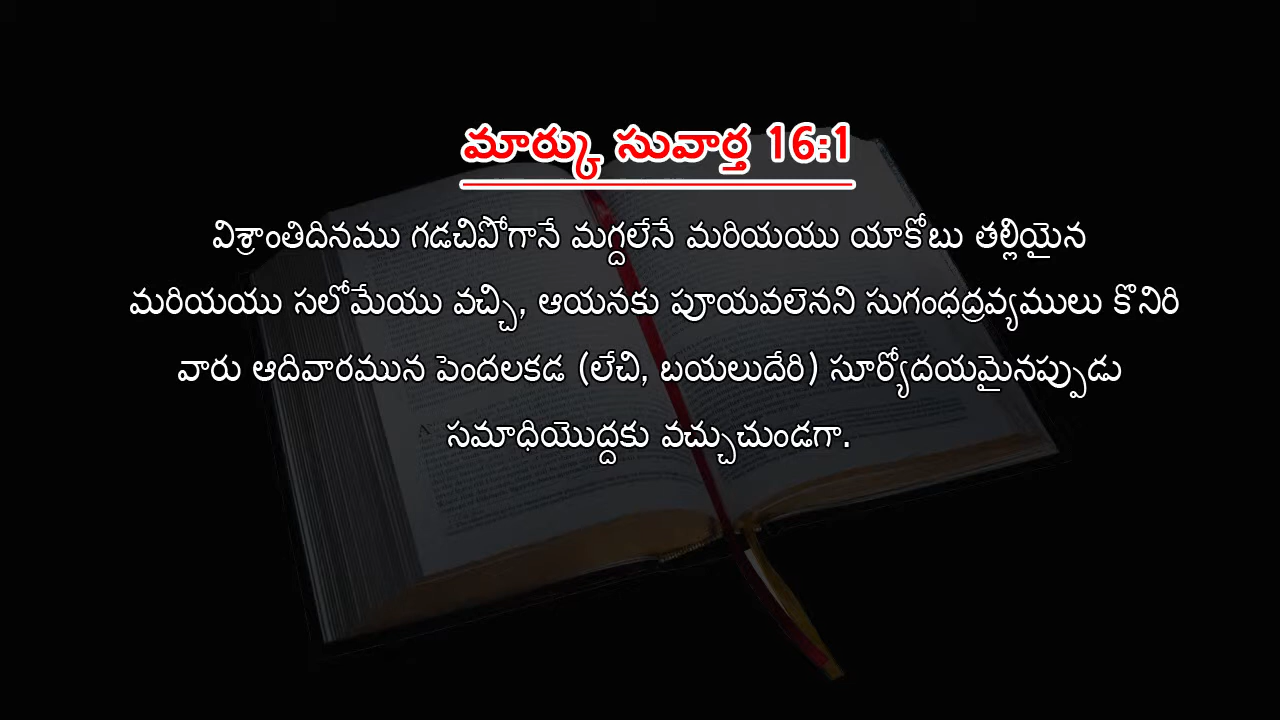 మార్కు సువార్త 16:1
విశ్రాంతిదినము గడచిపోగానే మగ్దలేనే మరియయు యాకోబు తల్లియైన
మరియయు సలోమేయు వచ్చి, ఆయనకు పూయవలెనని సుగంధద్రవ్యములు కొనిరి
వారు ఆదివారమున పెందలకడ (లేచి, బయలుదేరి) సూర్యోదయమైనప్పుడు
సమాధియొద్దకు వచ్చుచుండగా.